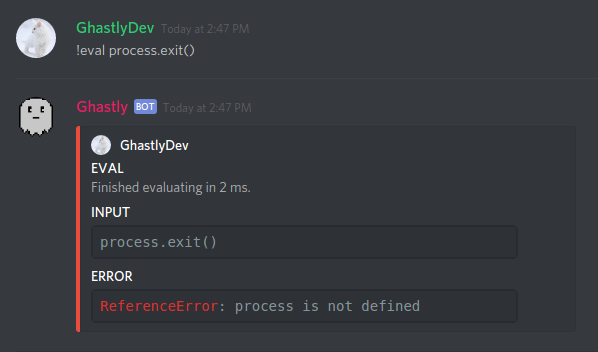 GhastlyDev Today at 2:47 PM
!eval process.exit()
Ghastly BOT Today at 2:47 PM
GhastlyDev
EVAL
Finished evaluating in 2 ms.
INPUT
process.exit()
ERROR
ReferenceError: process is not defined